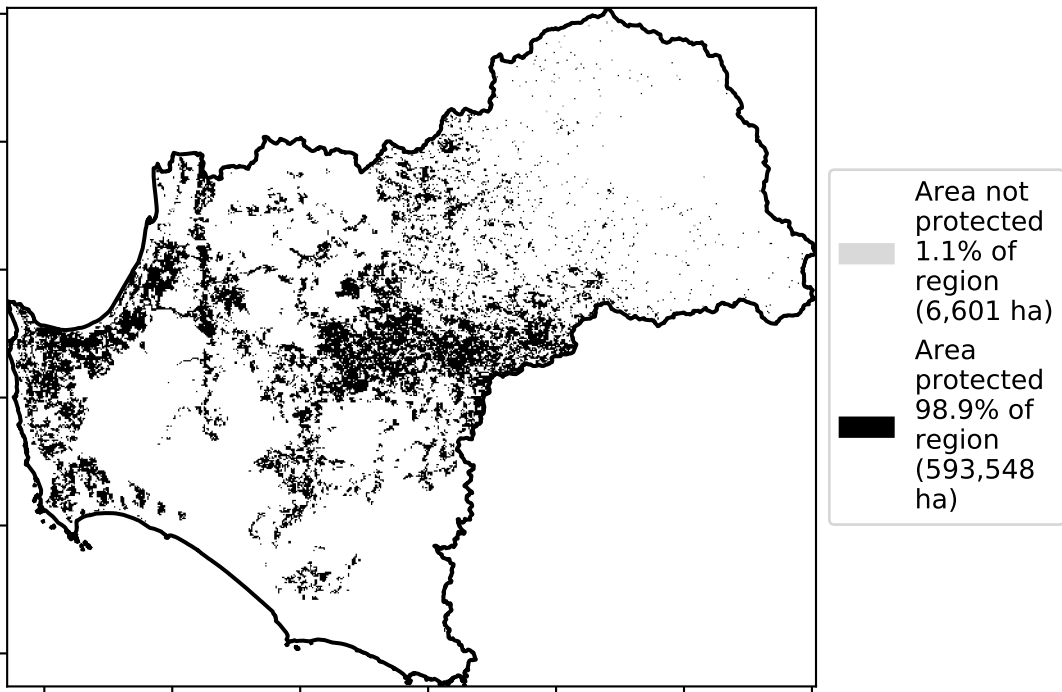 Area not
protected
1.1% of
region
(6,601 ha)
Area
protected
98.9% of
region
(593,548
ha)